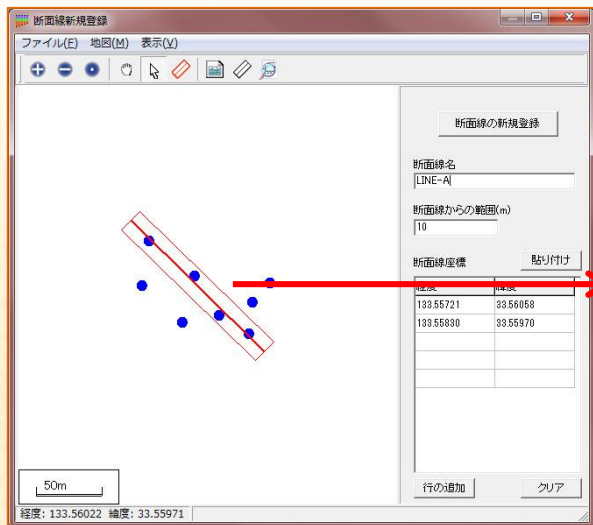 断面線新規登録
ファイル(F) 地図(M) 表示(V)
断面線の新規登録
断面線名
LINE-A
断面線からの範囲(m)
10
断面線座標
貼り付け
経度 緯度
133.55721 33.56058
133.55830 33.55970
行の追加 クリア
50m
経度: 133.56022 緯度: 33.55971